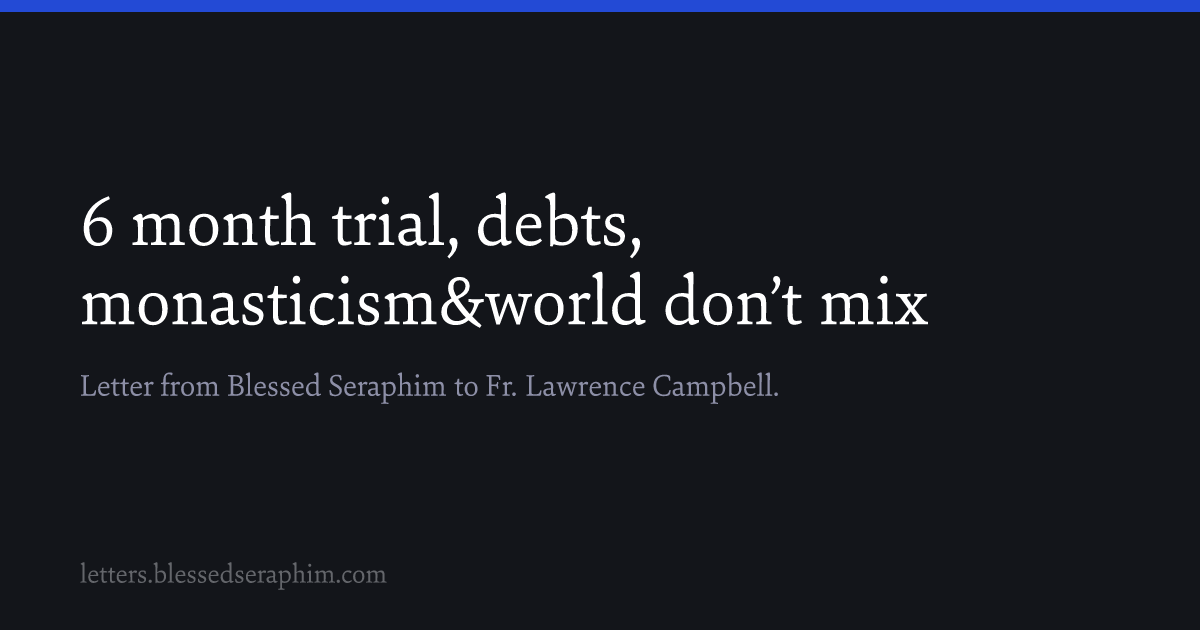 6 month trial, debts,
monasticism&world don’t mix
Letter from Blessed Seraphim to Fr. Lawrence Campbell.
letters.blessedseraphim.com